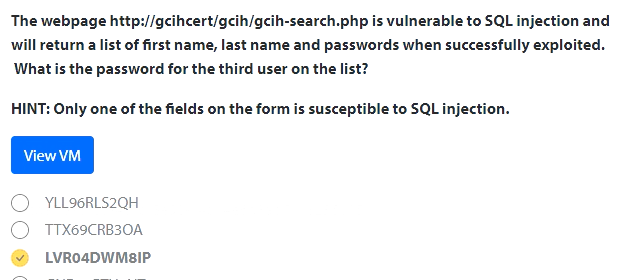 The webpage http://gcihcert/gcih/gcih-search.php is vulnerable to SQL injection and
will return a list of first name, last name and passwords when successfully exploited.
What is the password for the third user on the list?
HINT: Only one of the fields on the form is susceptible to SQL injection.
View VM
YLL96RLS2QH
TTX69CRB3OA
LVR04DWM8IP